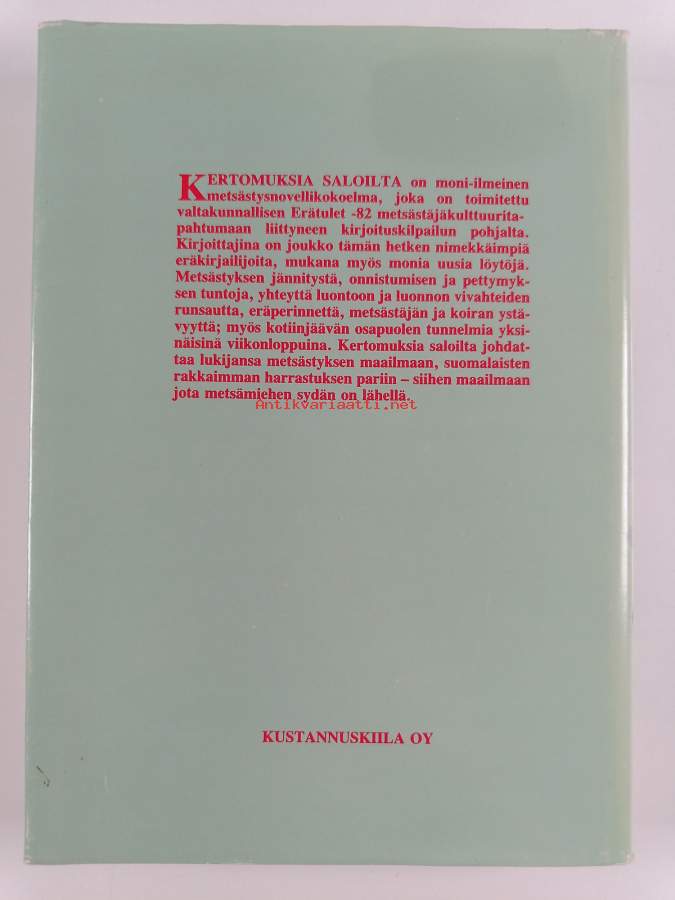 KERTOMUKSIA SALOILTA on moni-ilmeinen
metsästysnovellikokoelma, joka on toimitettu
valtakunnallisen Erätulet -82 metsästäjäkulttuurita-
pahtumaan liittyneen kirjoituskilpailun pohjalta.
Kirjoittajina on joukko tämän hetken nimekkäimpiä
eräkirjailijoita, mukana myös monia uusia löytöjä.
Metsästyksen jännitystä, onnistumisen ja pettymyk-
sen tuntoja, yhteyttä luontoon ja luonnon vivahteiden
runsautta, eräperinnettä, metsästäjän ja koiran ystä-
vyyttä; myös kotiinjäävän osapuolen tunnelmia yksi-
näisinä viikonloppuina. Kertomuksia saloilta johdat-
taa lukijansa metsästyksen maailmaan, suomalaisten
rakkaimman harrastuksen pariin – siihen maailmaan
jota metsämiehen sydän on lähellä.
Antikvariaatti.net
KUSTANNUSKIILA OY